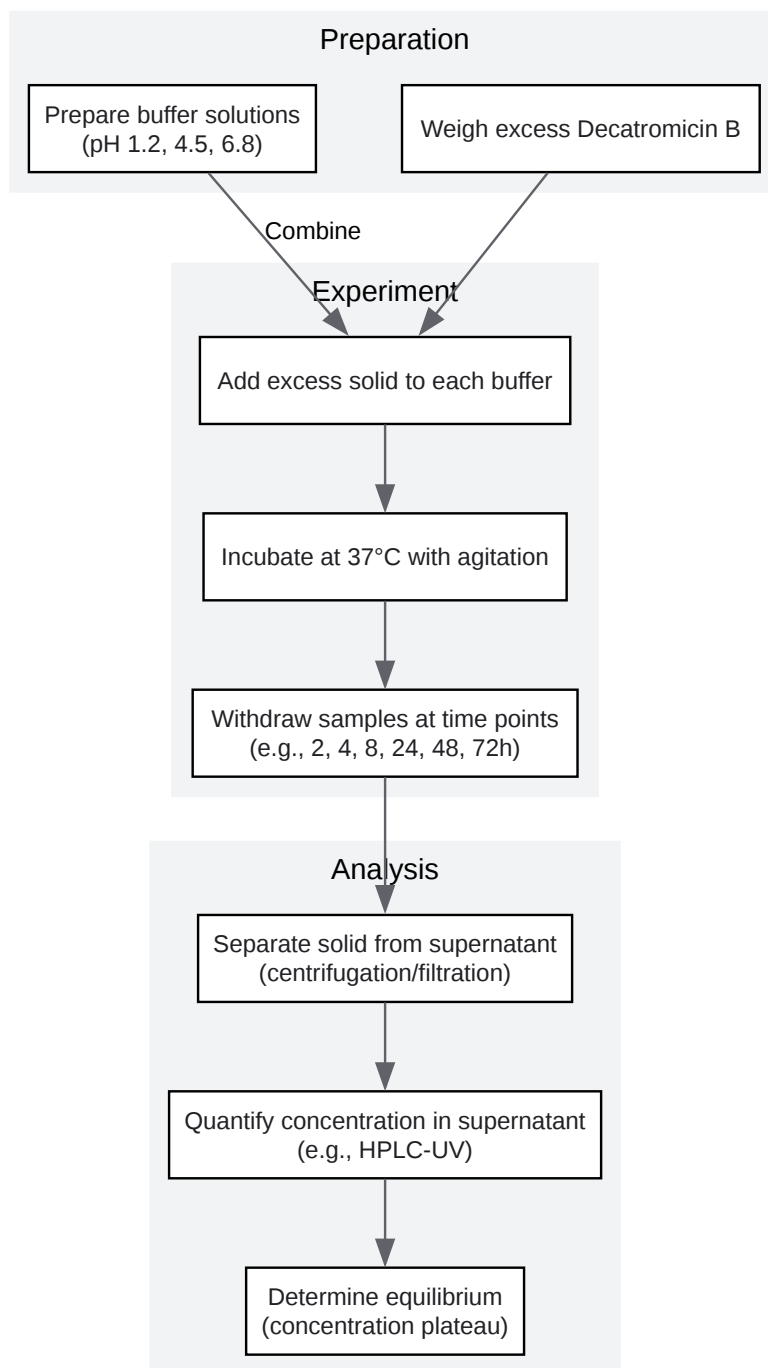 Preparation
Prepare buffer solutions
(pH 1.2, 4.5, 6.8)
Weigh excess Decatromicin B
Combine
Experiment
Add excess solid to each buffer
Incubate at 37°C with agitation
Withdraw samples at time points
(e.g., 2, 4, 8, 24, 48, 72h)
Analysis
Separate solid from supernatant
(centrifugation/filtration)
Quantify concentration in supernatant
(e.g., HPLC-UV)
Determine equilibrium
(concentration plateau)